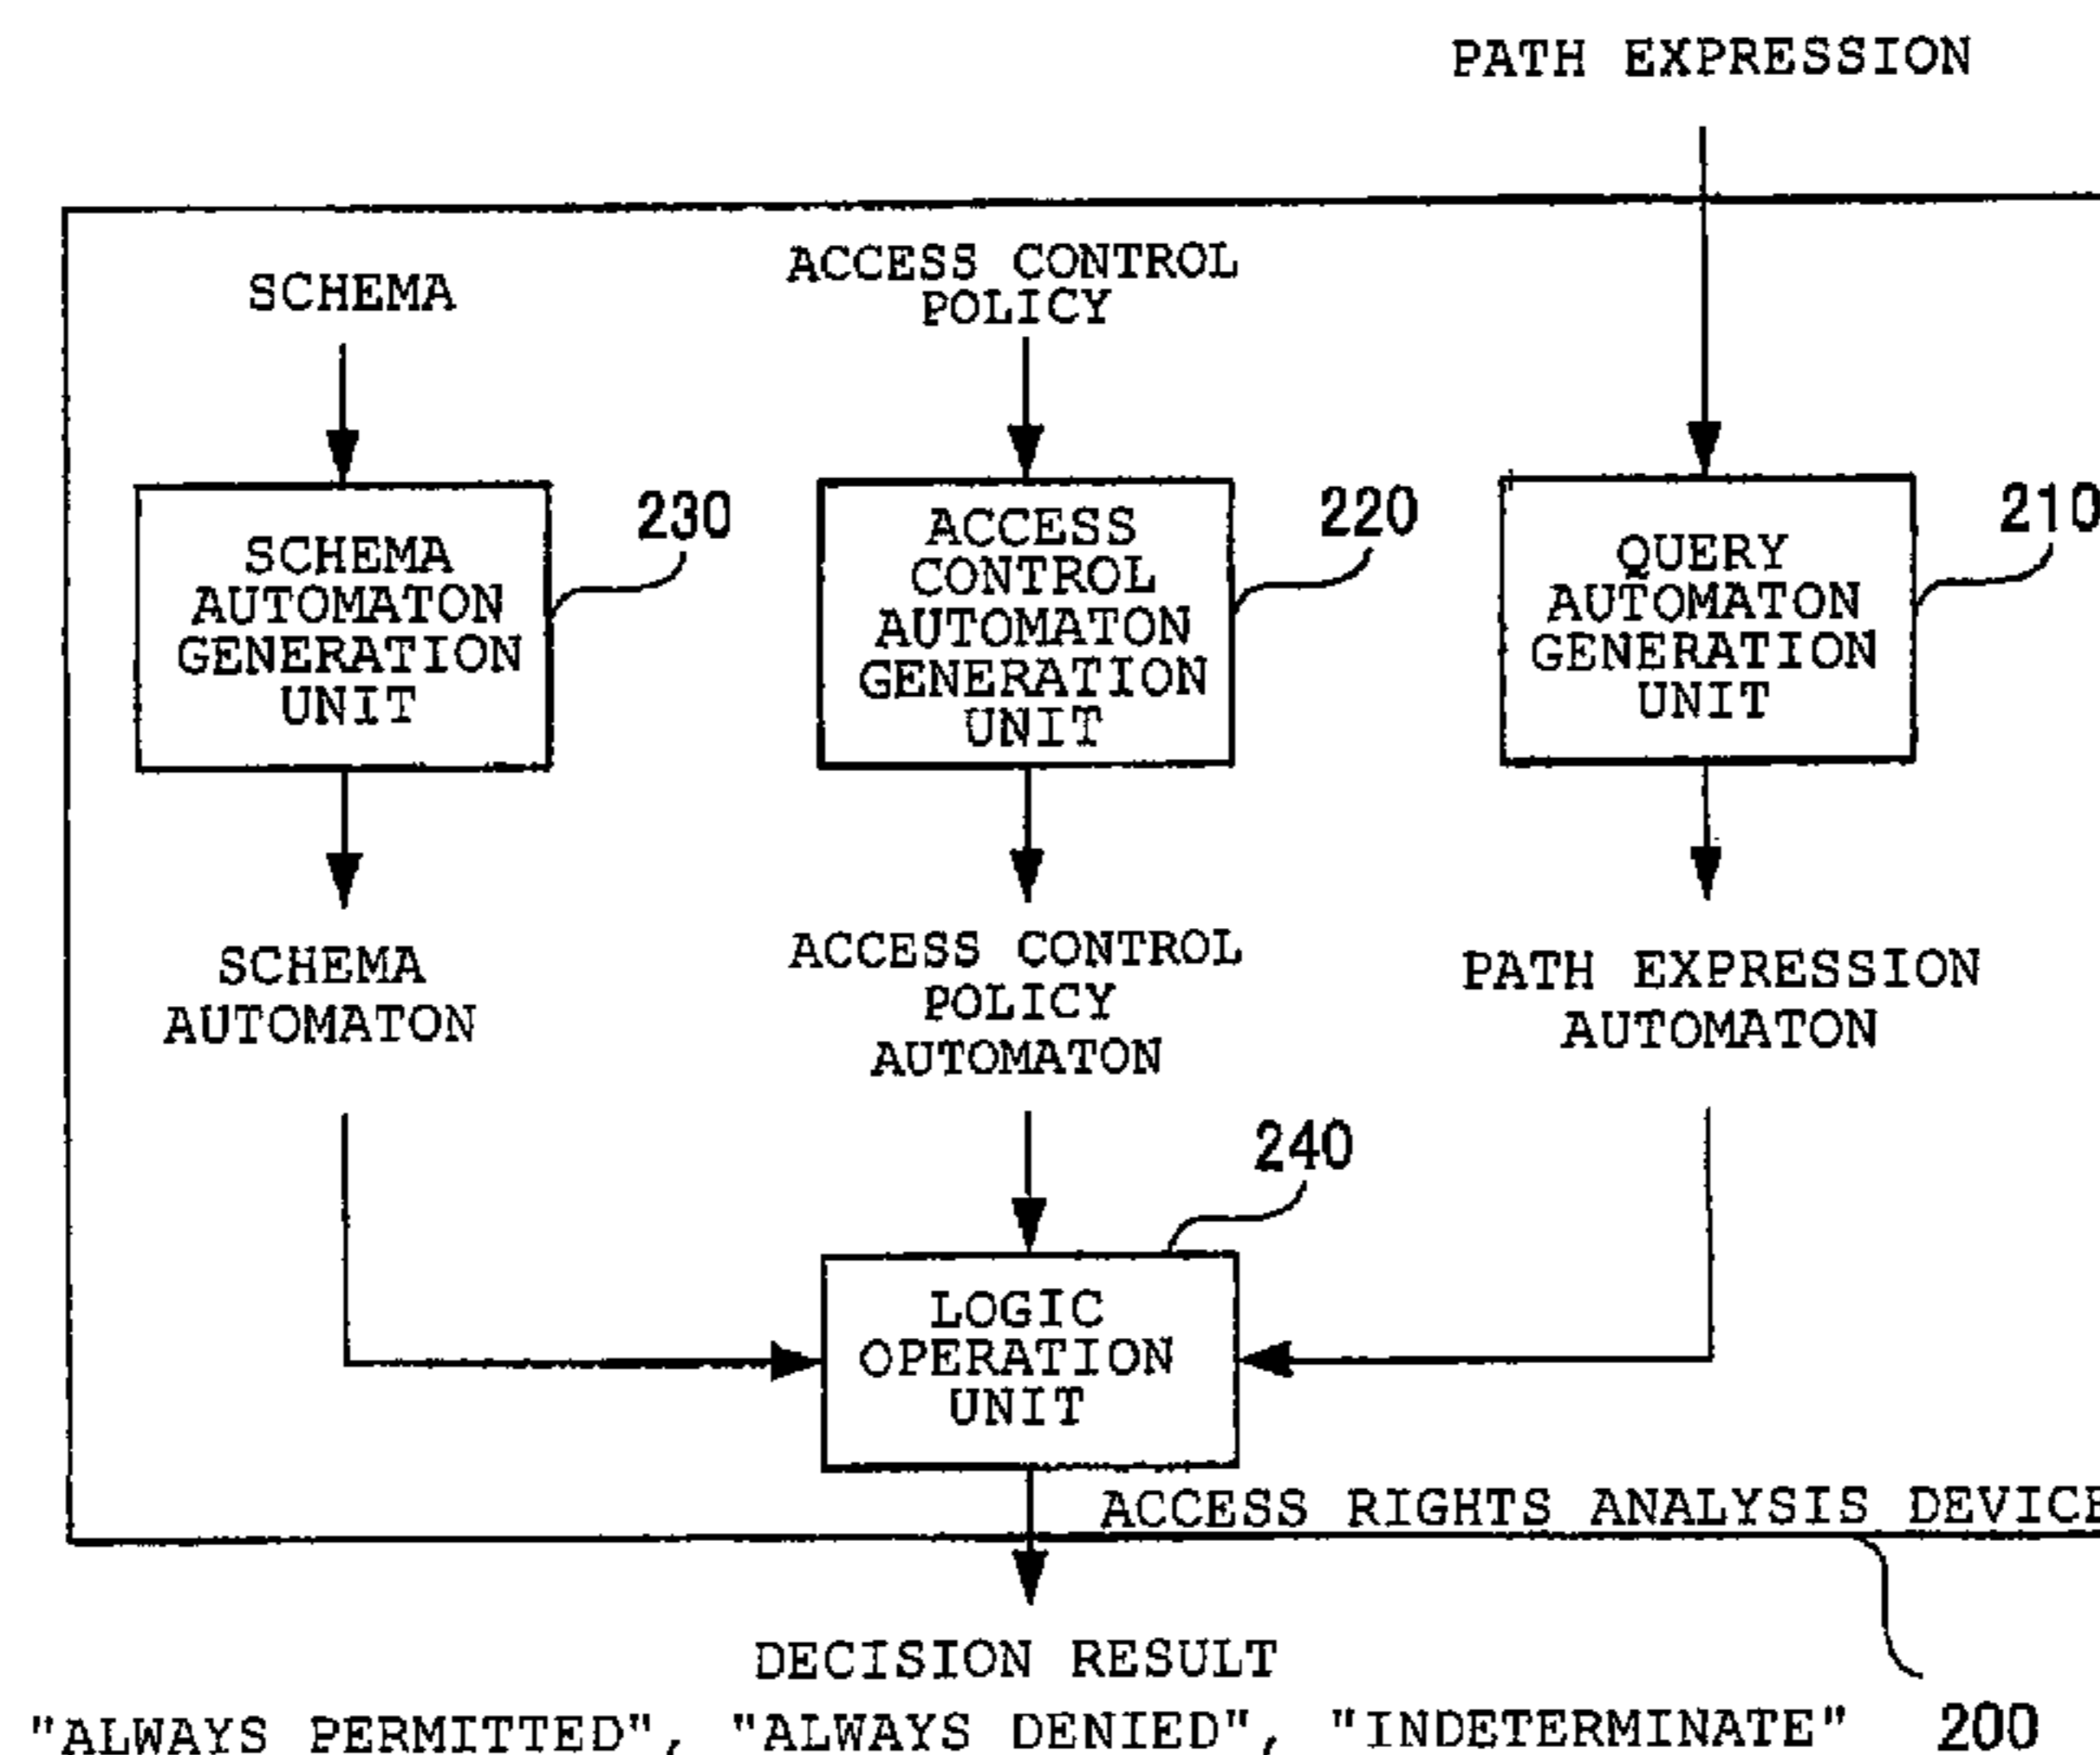 PATH EXPRESSION
SCHEMA
ACCESS CONTROL
POLICY
230
SCHEMA
AUTOMATON
GENERATION
UNIT
220
ACCESS
CONTROL
AUTOMATON
GENERATION
UNIT
210
QUERY
AUTOMATON
GENERATION
UNIT
SCHEMA
AUTOMATON
ACCESS CONTROL
POLICY
AUTOMATON
PATH EXPRESSION
AUTOMATON
240
LOGIC
OPERATION
UNIT
ACCESS RIGHTS ANALYSIS DEVICE
DECISION RESULT
"ALWAYS PERMITTED", "ALWAYS DENIED", "INDETERMINATE"
200